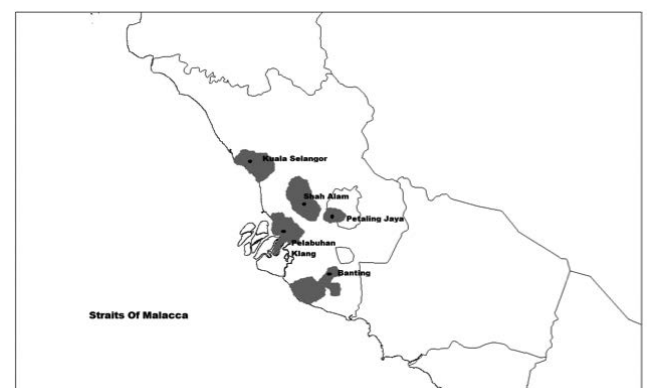 Kuala Selangor
Shah Alam
Petaling Jaya
Pelabuhan
Klang
Banting
Straits Of Malacca